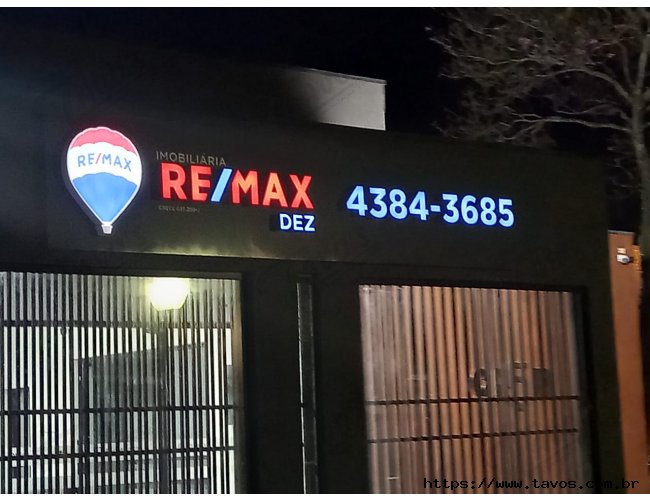 RE/MAX
IMOBILIÁRIA
RE/MAX
DEZ
4384-3685
https://www.tavos.com.br